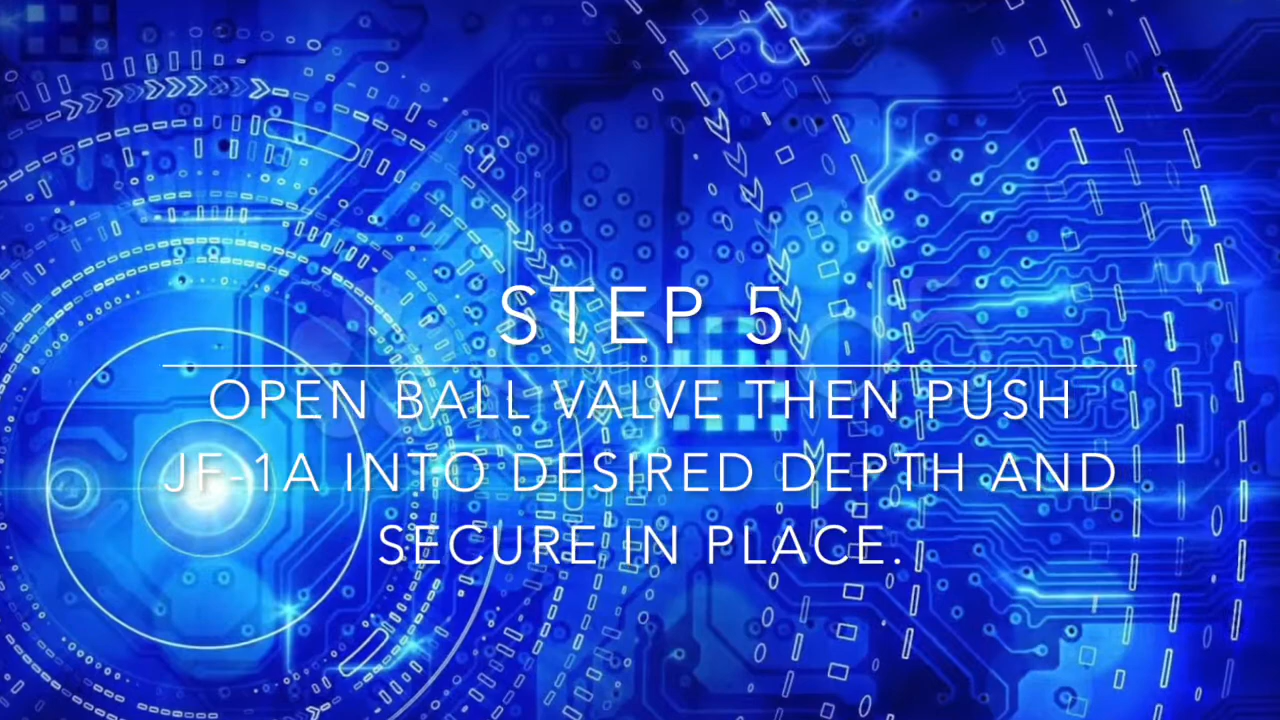 STEP 5
OPEN BALL VALVE THEN PUSH
JF-1A INTO DESIRED DEPTH AND
SECURE IN PLACE.